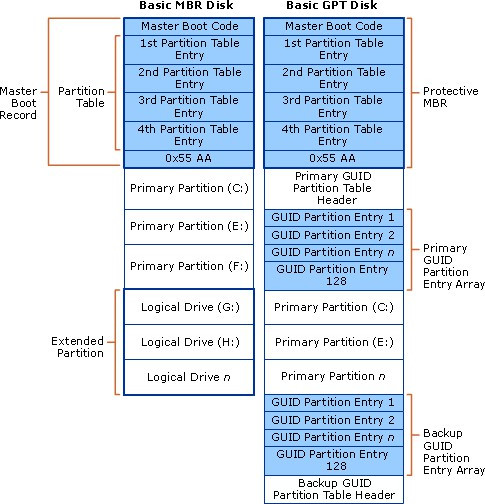 Basic MBR Disk
Master Boot Code
1st Partition Table
Entry
2nd Partition Table
Entry
3rd Partition Table
Entry
4th Partition Table
Entry
0x55 AA
Primary Partition (C:)
Primary Partition (E:)
Primary Partition (F:)
Logical Drive (G:)
Logical Drive (H:)
Logical Drive n
Master
Boot
Record
Partition
Table
Extended
Partition
Basic GPT Disk
Master Boot Code
1st Partition Table
Entry
2nd Partition Table
Entry
3rd Partition Table
Entry
4th Partition Table
Entry
0x55 AA
Primary GUID
Partition Table
Header
GUID Partition Entry 1
GUID Partition Entry 2
GUID Partition Entry n
GUID Partition Entry
128
Primary Partition (C:)
Primary Partition (E:)
Primary Partition n
GUID Partition Entry 1
GUID Partition Entry 2
GUID Partition Entry n
GUID Partition Entry
128
Backup GUID
Partition Table Header
Protective
MBR
Primary
GUID
Partition
Entry Array
Backup
GUID
Partition
Entry Array